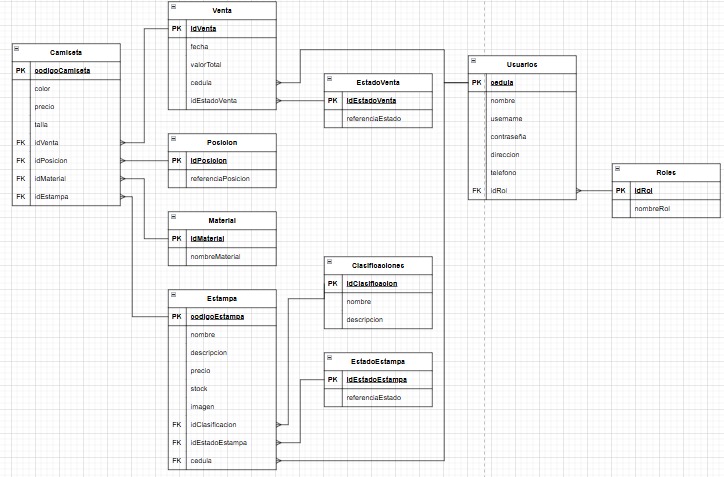 Venta
PK idVenta
fecha
valorTotal
cedula
idEstadoVenta
Camiseta
PK codigoCamiseta
color
precio
talla
FK idVenta
FK idPosicion
FK idMaterial
FK idEstampa
EstadoVenta
PK idEstadoVenta
referenciaEstado
Usuarios
PK cedula
nombre
username
contraseña
direccion
telefono
FK idRol
Posicion
PK idPosicion
referenciaPosicion
Roles
PK idRol
nombreRol
Material
PK idMaterial
nombreMaterial
Clasificaciones
PK idClasificacion
nombre
descripcion
Estampa
PK codigoEstampa
nombre
descripcion
precio
stock
imagen
FK idClasificacion
FK idEstadoEstampa
FK cedula
EstadoEstampa
PK idEstadoEstampa
referenciaEstado